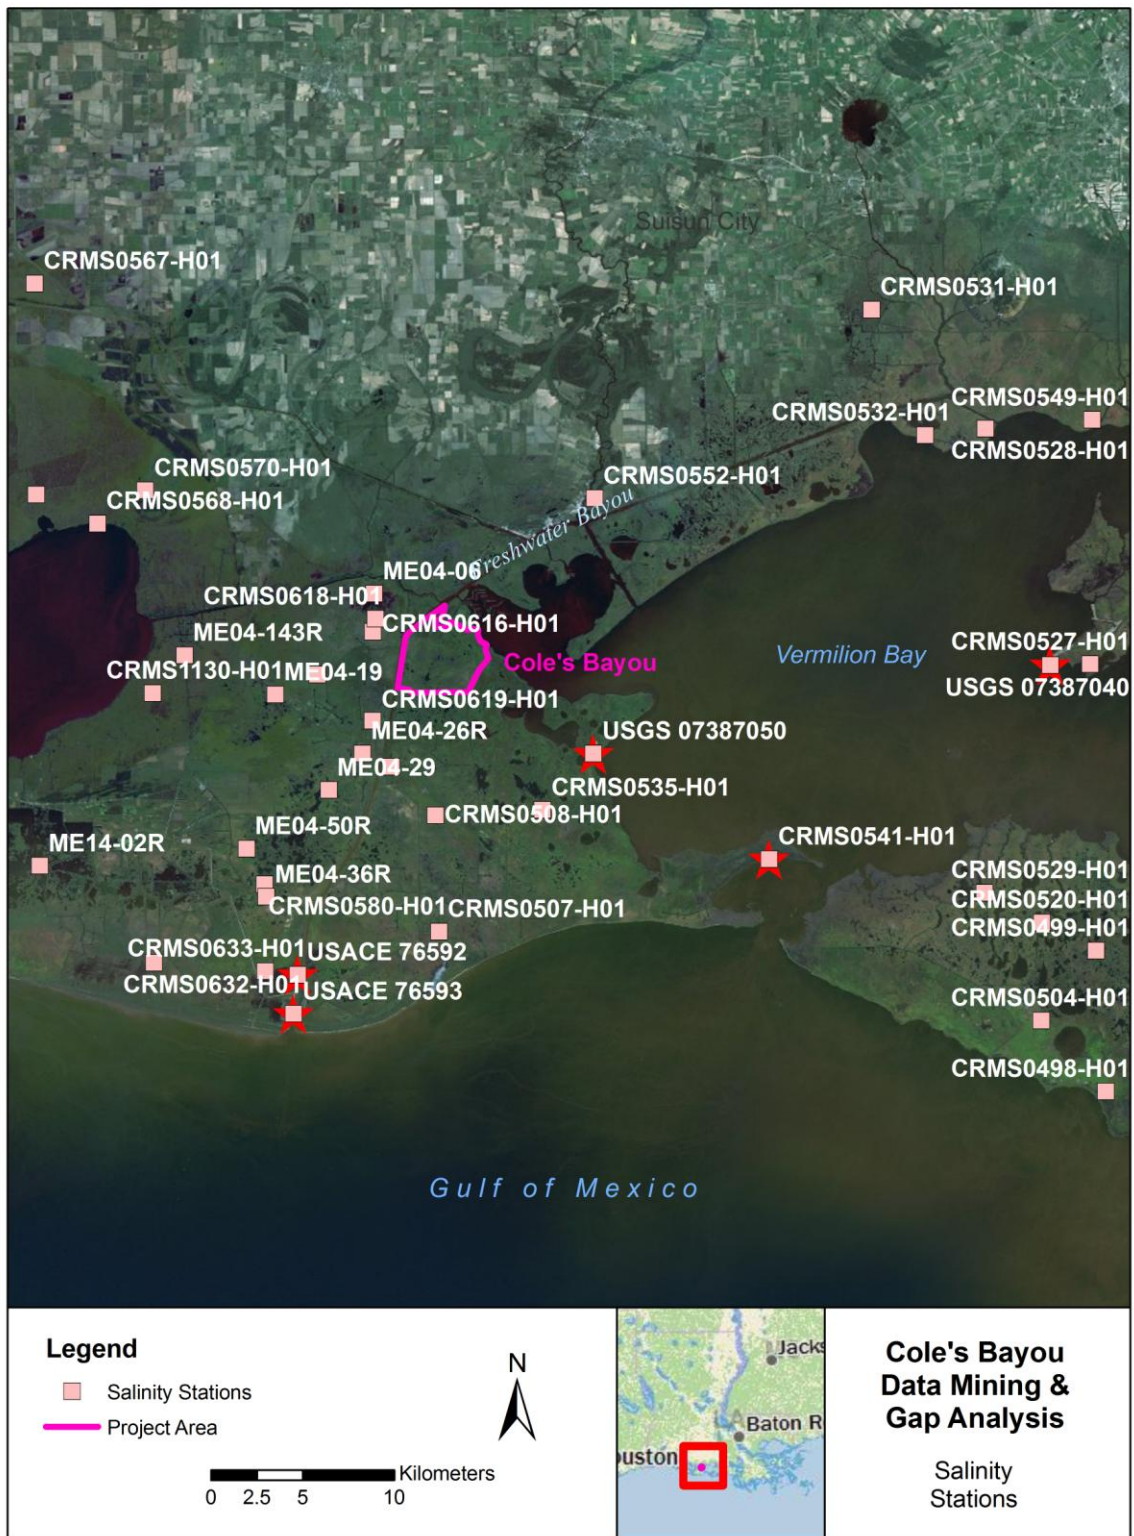 Suisun City
CRMS0567-H01
CRMS0531-H01
CRMS0549-H01
CRMS0532-H01
CRMS0528-H01
CRMS0570-H01
CRMS0552-H01
CRMS0568-H01
Freshwater Bayou
ME04-06
CRMS0618-H01
CRMS0616-H01
ME04-143R
CRMS0527-H01
Vermilion Bay
Cole's Bayou
CRMS1130-H01
ME04-19
USGS 07387040
CRMS0619-H01
ME04-26R
USGS 07387050
ME04-29
CRMS0535-H01
CRMS0508-H01
ME04-50R
CRMS0541-H01
ME14-02R
CRMS0529-H01
ME04-36R
CRMS0520-H01
CRMS0580-H01
CRMS0507-H01
CRMS0499-H01
CRMS0633-H01
USACE 76592
CRMS0632-H01
USACE 76593
CRMS0504-H01
CRMS0498-H01
Gulf of Mexico
Legend
Salinity Stations
Project Area
N
Kilometers
0 2.5 5 10
Jacks
Baton R
ouston
Cole's Bayou
Data Mining &
Gap Analysis
Salinity
Stations